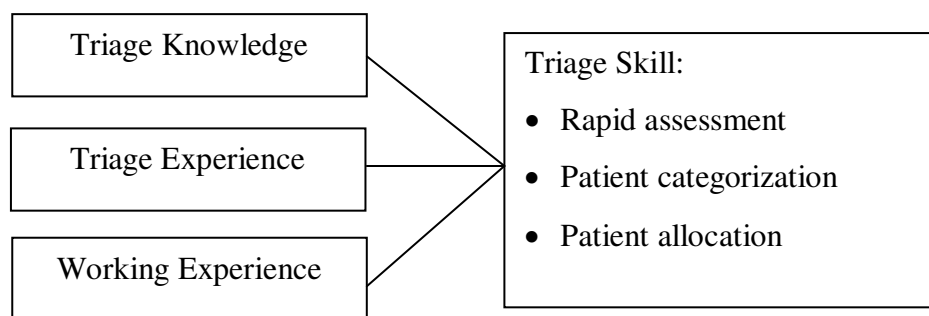 Triage Knowledge
Triage Experience
Working Experience
Triage Skill:
• Rapid assessment
• Patient categorization
• Patient allocation